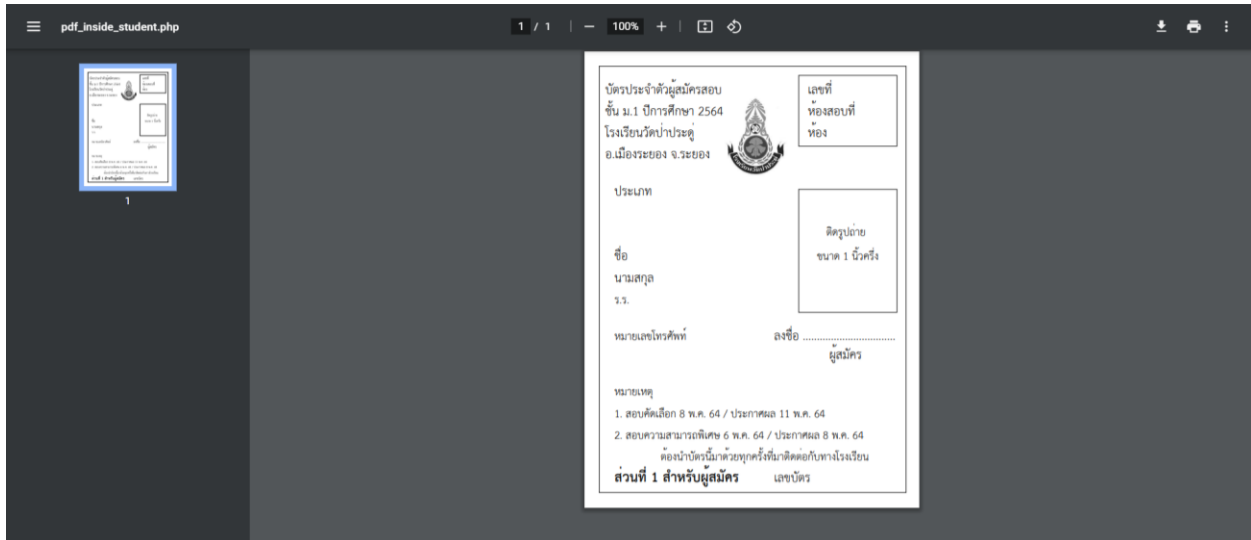 pdf_inside_student.php
1 / 1
100%
1
บัตรประจำตัวผู้สมัครสอบ
ชั้น ม.1 ปีการศึกษา 2564
โรงเรียนวัดป่าประดู่
อ.เมืองระยอง จ.ระยอง
เลขที่
ห้องสอบที่
ห้อง
ประเภท
ติดรูปถ่าย
ขนาด 1 นิ้วครึ่ง
ชื่อ
นามสกุล
ร.ร.
หมายเลขโทรศัพท์
ลงชื่อ ................................
ผู้สมัคร
หมายเหตุ
1. สอบคัดเลือก 8 พ.ค. 64 / ประกาศผล 11 พ.ค. 64
2. สอบความสามารถพิเศษ 6 พ.ค. 64 / ประกาศผล 8 พ.ค. 64
ต้องนำบัตรนี้มาด้วยทุกครั้งที่มาติดต่อกับทางโรงเรียน
ส่วนที่ 1 สำหรับผู้สมัคร เลขบัตร